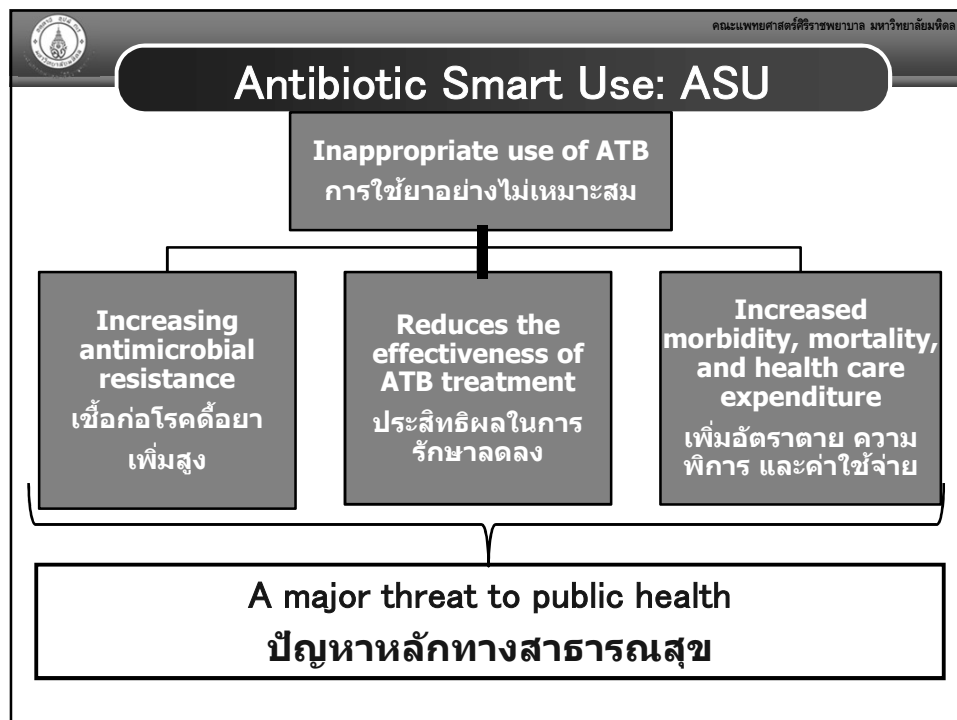 คณะแพทยศาสตร์ศิริราชพยาบาล มหาวิทยาลัยมหิดล
Antibiotic Smart Use: ASU
Inappropriate use of ATB
การใช้ยาอย่างไม่เหมาะสม
Increasing
antimicrobial
resistance
เชื้อก่อโรคดื้อยา
เพิ่มสูง
Reduces the
effectiveness of
ATB treatment
ประสิทธิผลในการ
รักษาลดลง
Increased
morbidity, mortality,
and health care
expenditure
เพิ่มอัตราตาย ความ
พิการ และค่าใช้จ่าย
A major threat to public health
ปัญหาหลักทางสาธารณสุข